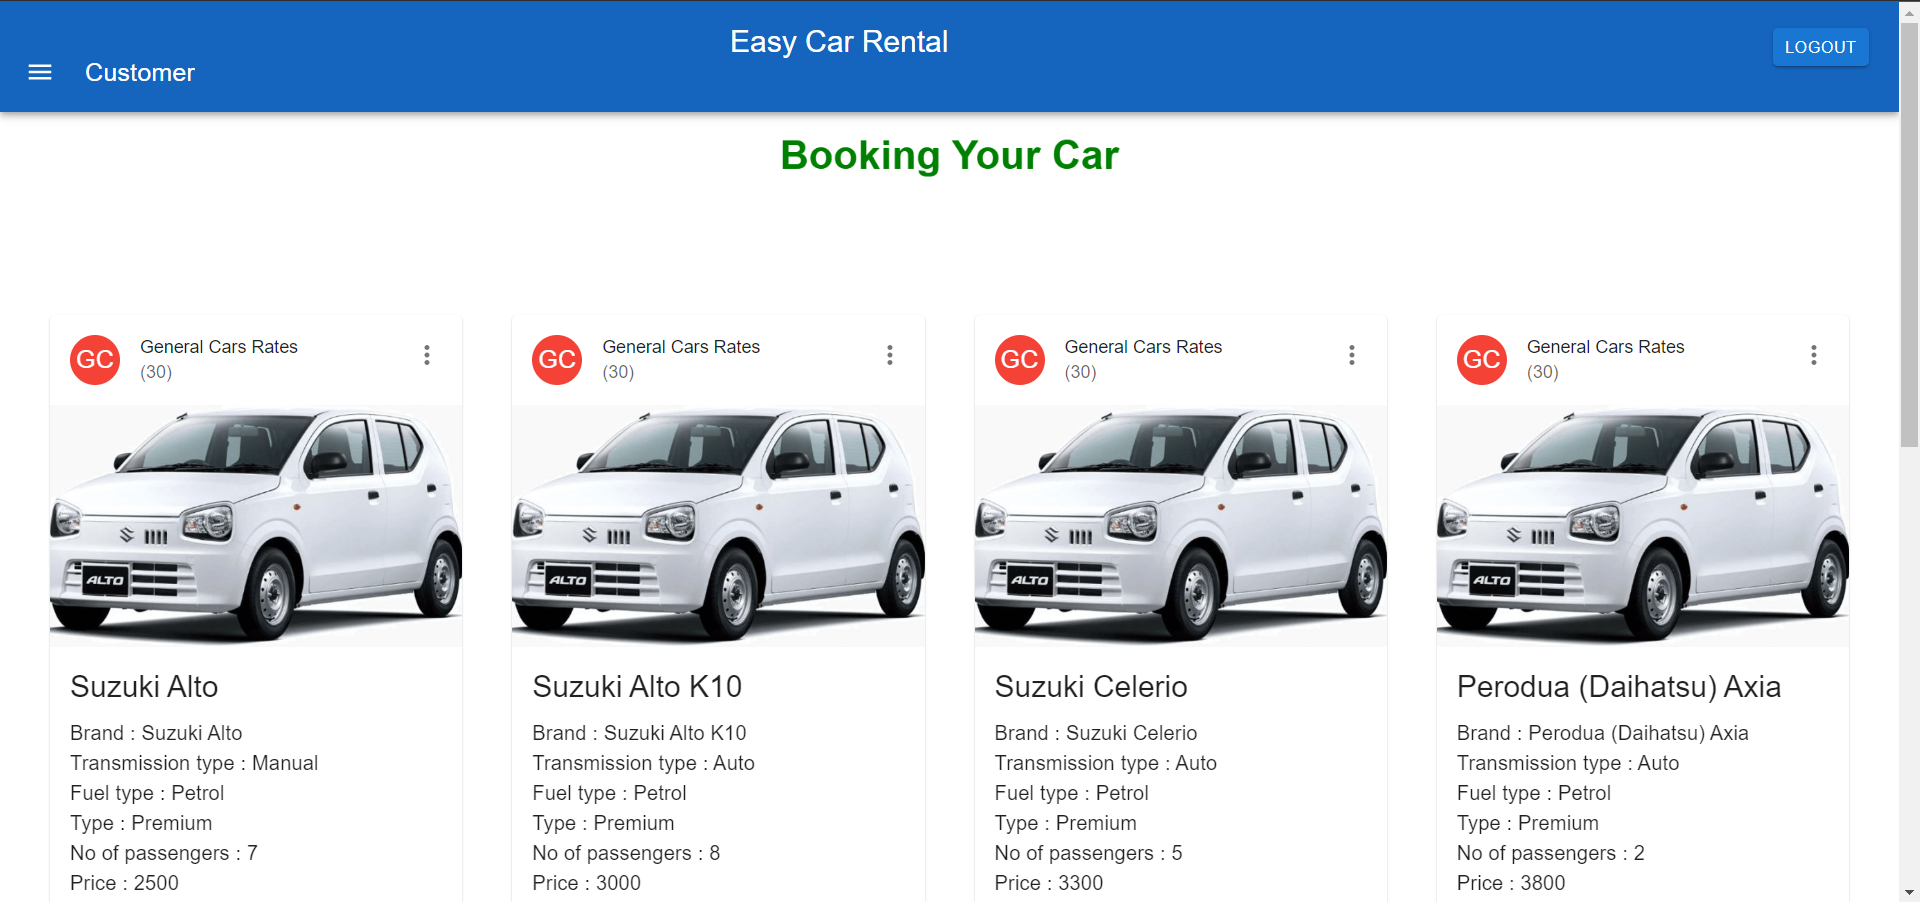 Easy Car Rental
LOGOUT
Customer
Booking Your Car
GC
General Cars Rates
(30)
ALTO
Suzuki Alto
Brand : Suzuki Alto
Transmission type : Manual
Fuel type : Petrol
Type : Premium
No of passengers : 7
Price : 2500
GC
General Cars Rates
(30)
ALTO
Suzuki Alto K10
Brand : Suzuki Alto K10
Transmission type : Auto
Fuel type : Petrol
Type : Premium
No of passengers : 8
Price : 3000
GC
General Cars Rates
(30)
ALTO
Suzuki Celerio
Brand : Suzuki Celerio
Transmission type : Auto
Fuel type : Petrol
Type : Premium
No of passengers : 5
Price : 3300
GC
General Cars Rates
(30)
ALTO
Perodua (Daihatsu) Axia
Brand : Perodua (Daihatsu) Axia
Transmission type : Auto
Fuel type : Petrol
Type : Premium
No of passengers : 2
Price : 3800